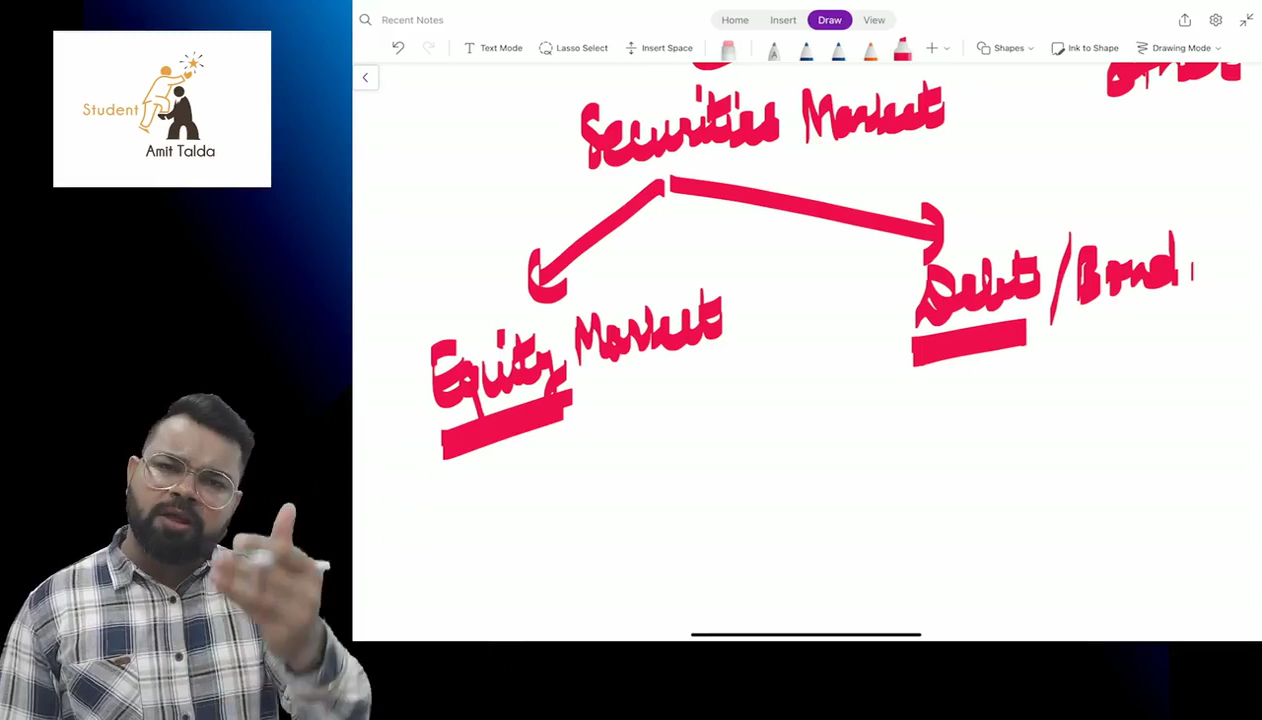 Recent Notes
Home Insert Draw View
Text Mode Lasso Select Insert Space Shapes Ink to Shape Drawing Mode
Student
Amit Talda
Securities Market
Equity Market
Debt / Bond